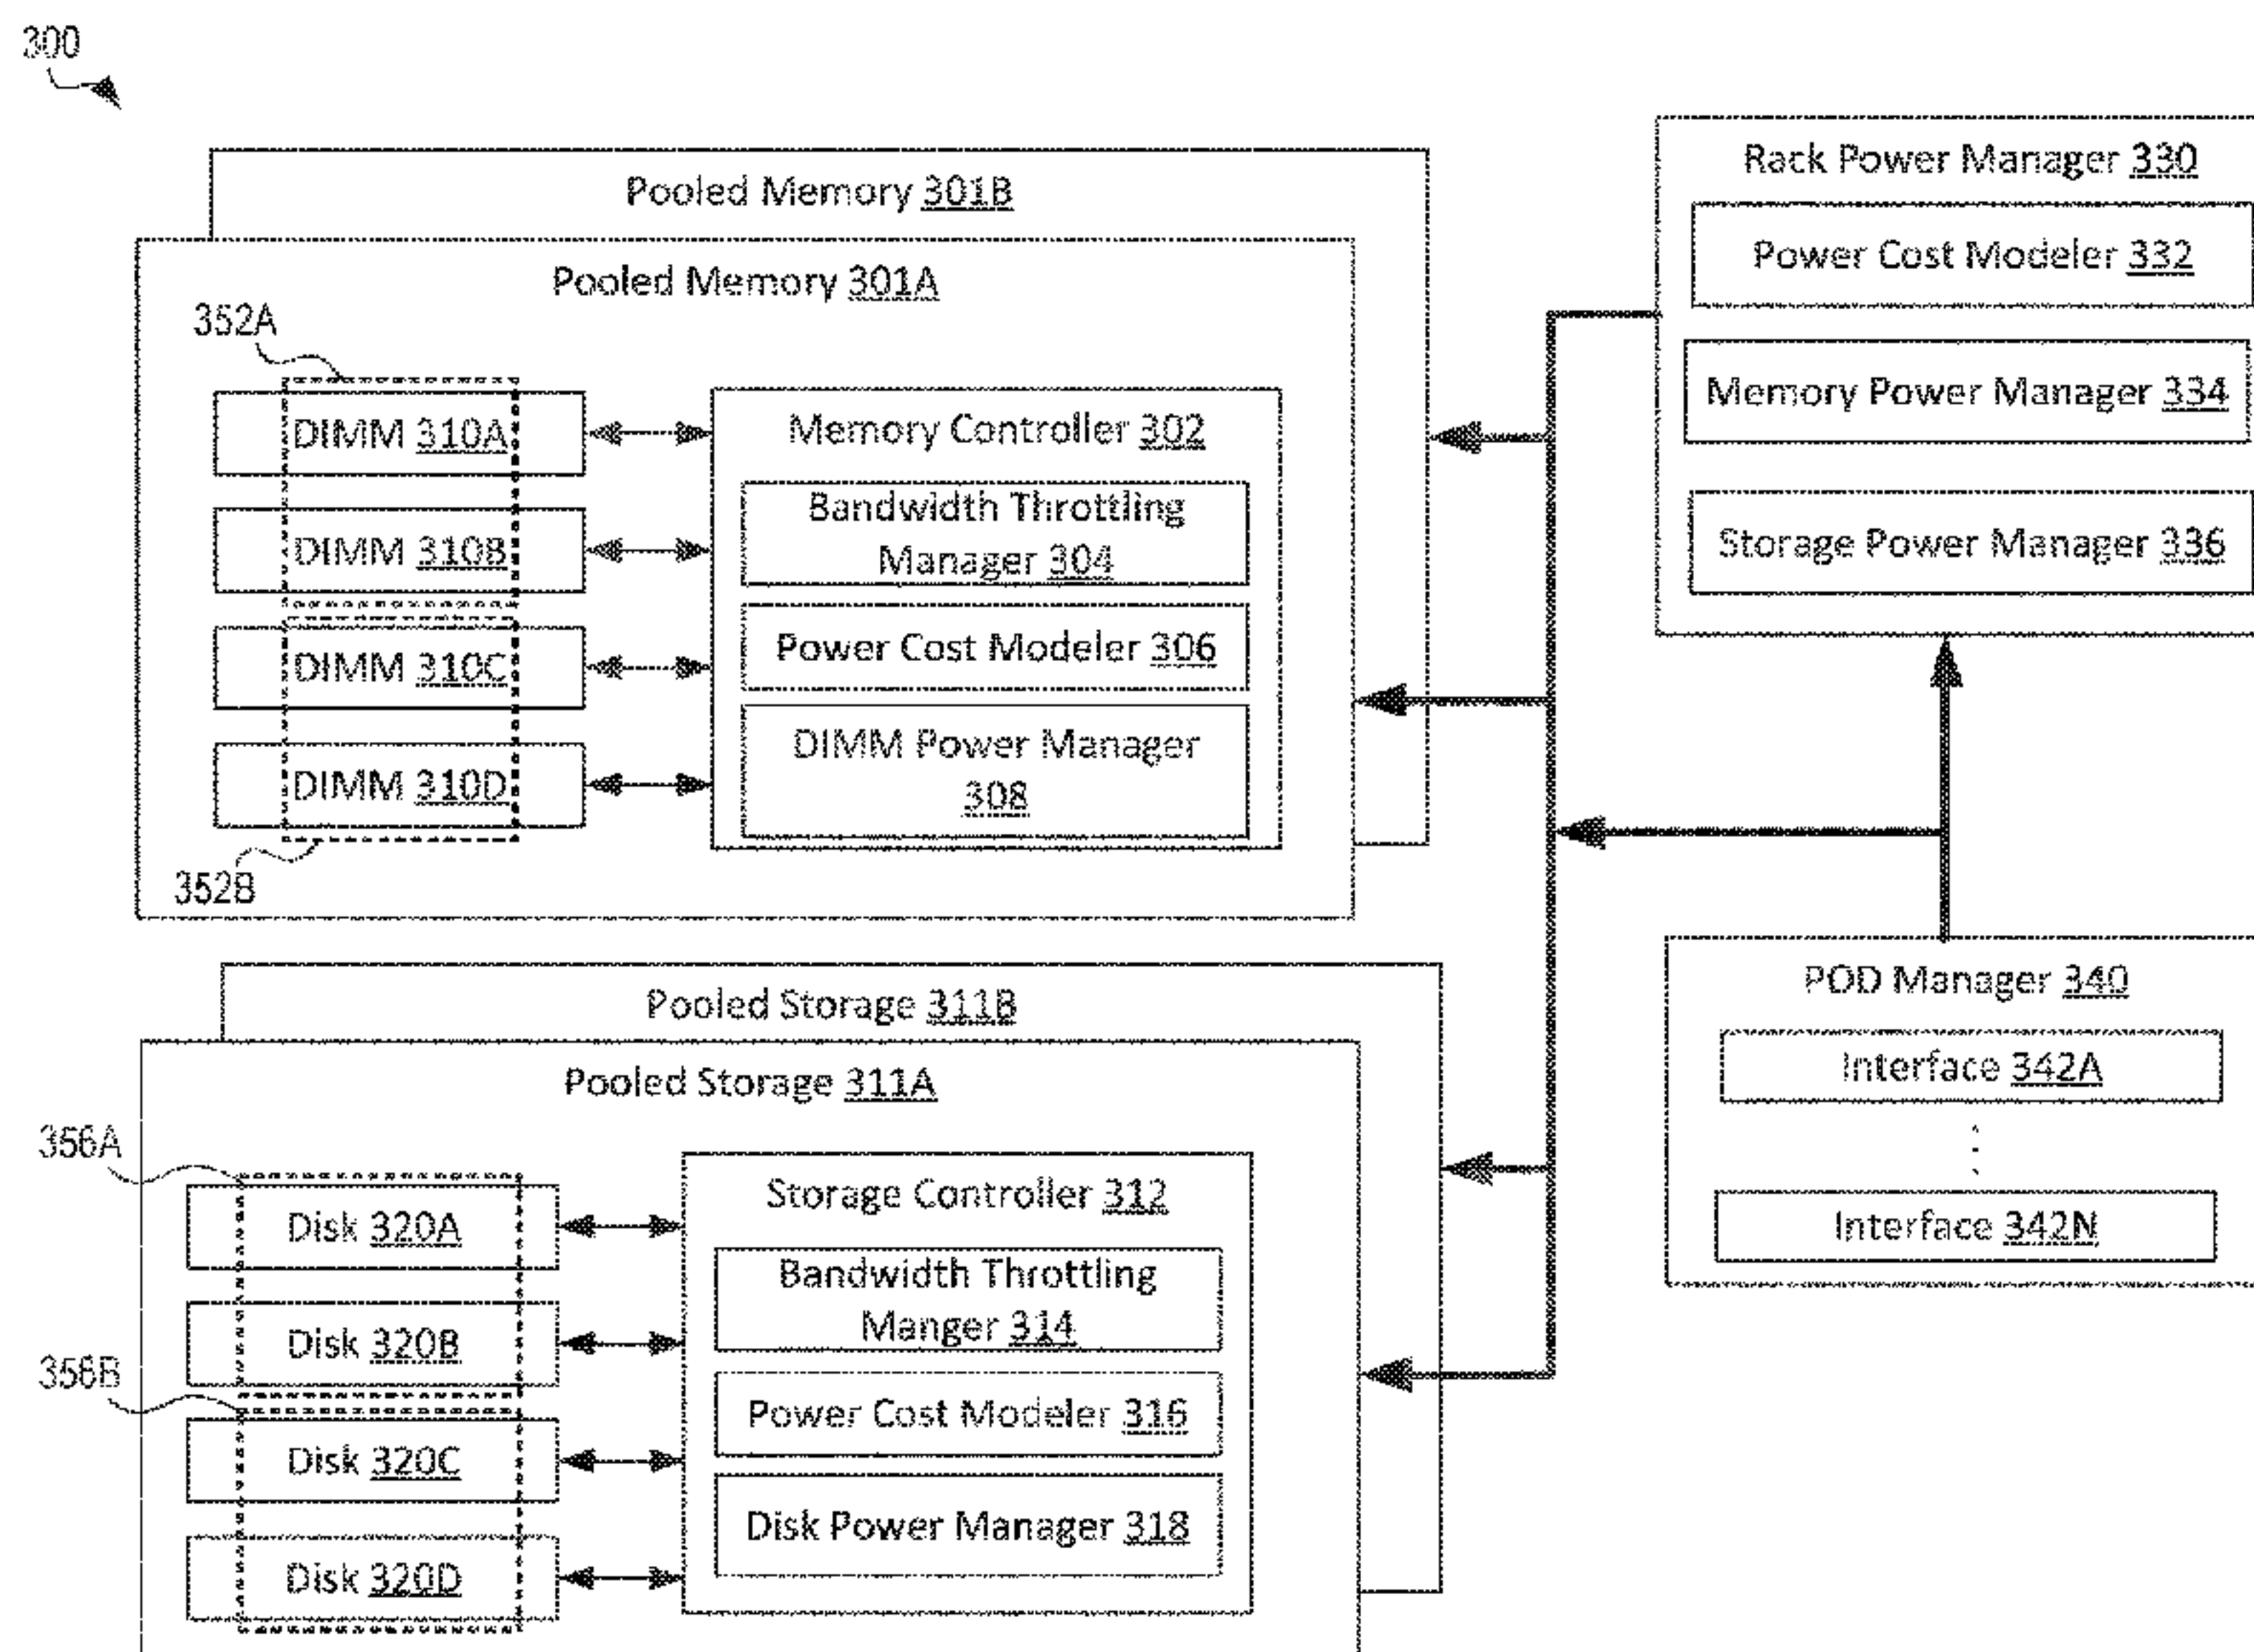 300
Pooled Memory 301B
Pooled Memory 301A
352A
DIMM 310A
DIMM 310B
DIMM 310C
DIMM 310D
352B
Memory Controller 302
Bandwidth Throttling
Manager 304
Power Cost Modeler 306
DIMM Power Manager
308
Rack Power Manager 330
Power Cost Modeler 332
Memory Power Manager 334
Storage Power Manager 336
Pooled Storage 311B
Pooled Storage 311A
356A
Disk 320A
Disk 320B
356B
Disk 320C
Disk 320D
Storage Controller 312
Bandwidth Throttling
Manger 314
Power Cost Modeler 316
Disk Power Manager 318
POD Manager 340
Interface 342A
Interface 342N